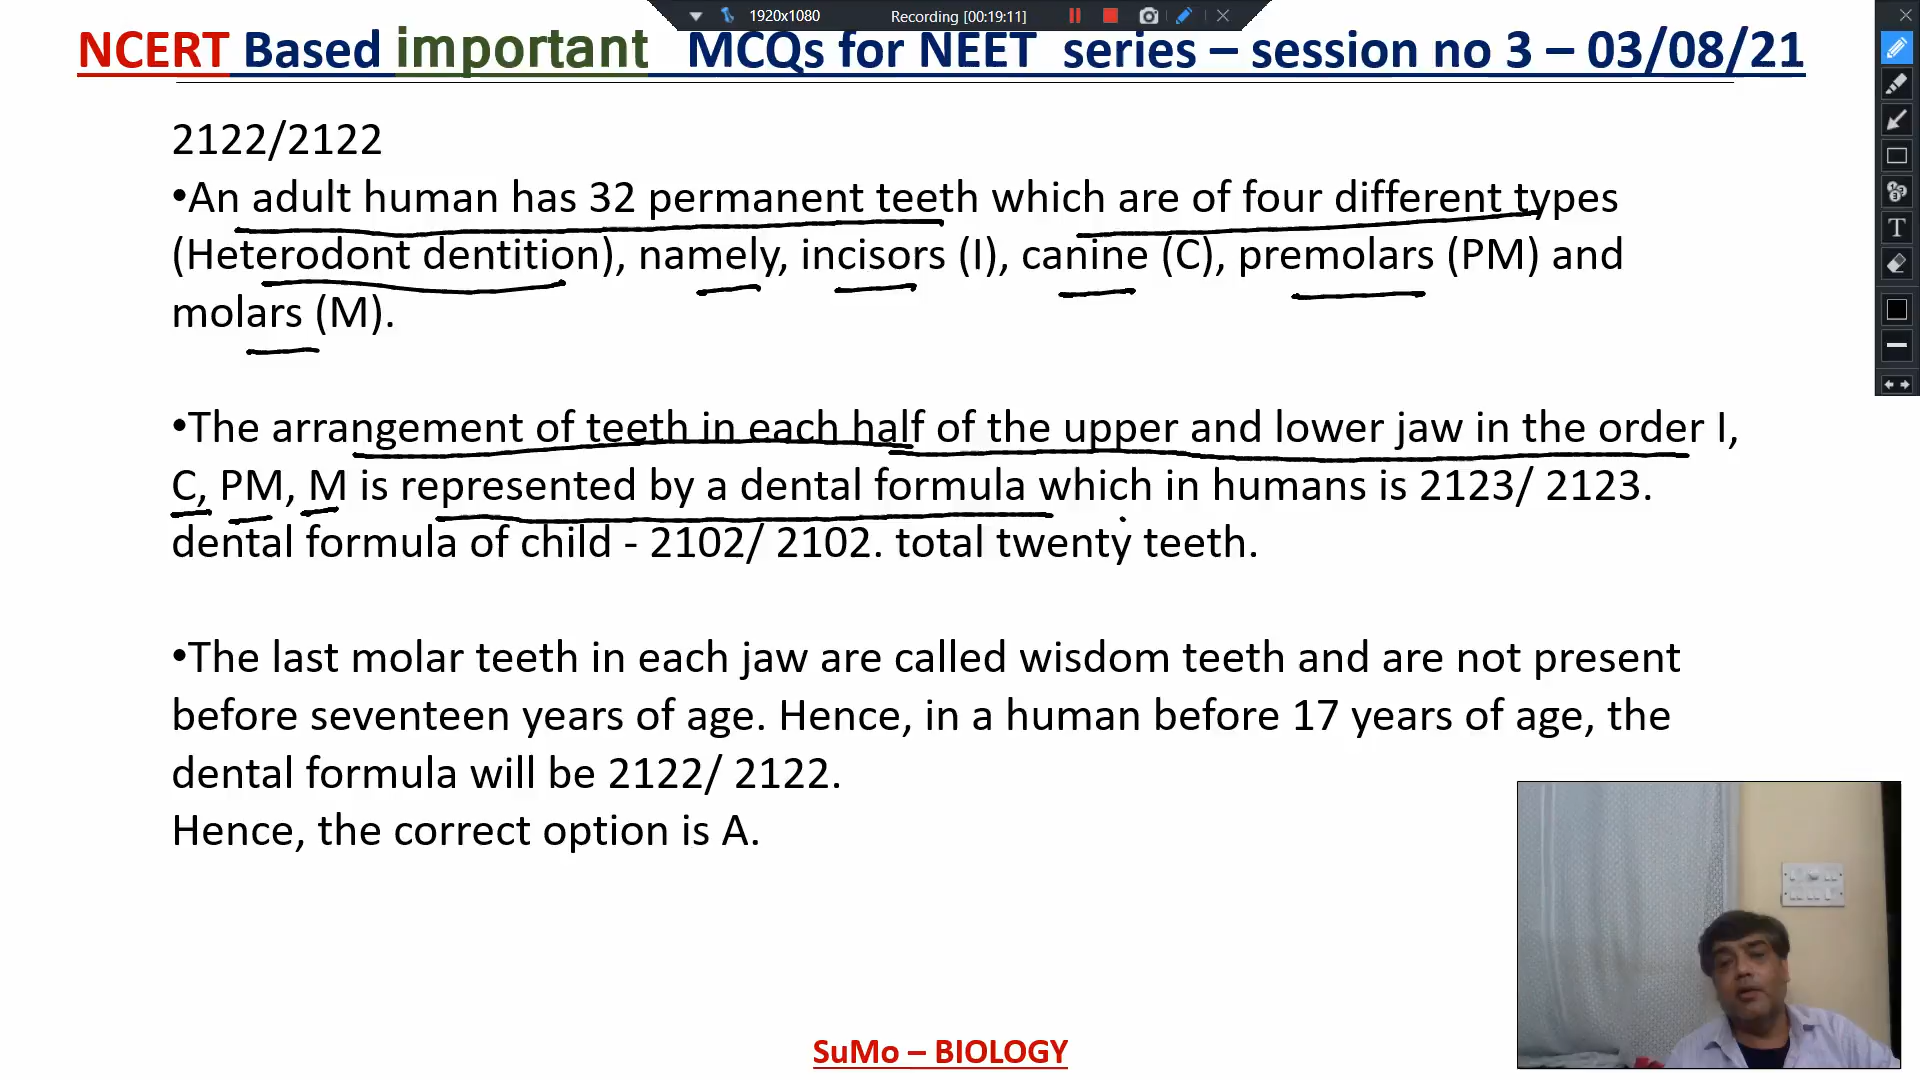 1920x1080 Recording [00:19:11]
NCERT Based important MCQs for NEET series – session no 3 – 03/08/21
2122/2122
•An adult human has 32 permanent teeth which are of four different types
(Heterodont dentition), namely, incisors (I), canine (C), premolars (PM) and
molars (M).
•The arrangement of teeth in each half of the upper and lower jaw in the order I,
C, PM, M is represented by a dental formula which in humans is 2123/ 2123.
dental formula of child - 2102/ 2102. total twenty teeth.
•The last molar teeth in each jaw are called wisdom teeth and are not present
before seventeen years of age. Hence, in a human before 17 years of age, the
dental formula will be 2122/ 2122.
Hence, the correct option is A.
SuMo – BIOLOGY